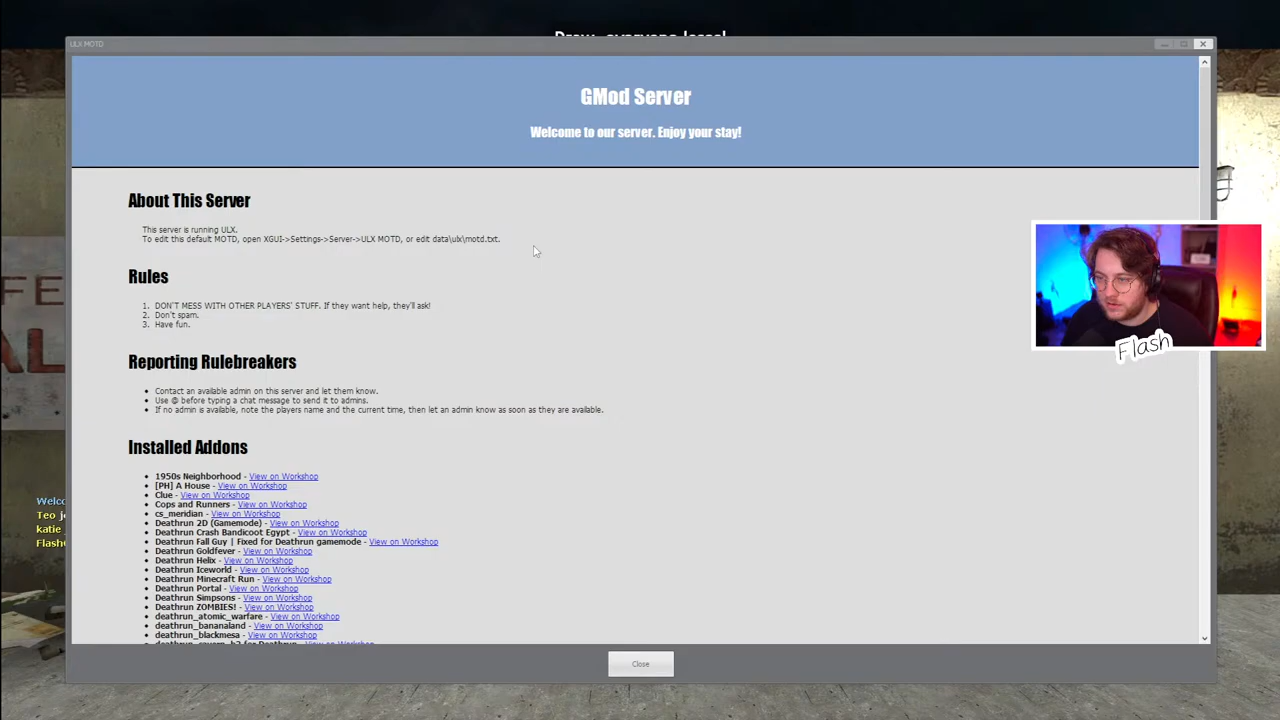 Draw, everyone loses!
ULX MOTD
GMod Server
Welcome to our server. Enjoy your stay!
About This Server
This server is running ULX.
To edit this default MOTD, open XGUI->Settings->Server->ULX MOTD, or edit data\ulx\motd.txt.
Rules
1. DON'T MESS WITH OTHER PLAYERS' STUFF. If they want help, they'll ask!
2. Don't spam.
3. Have fun.
Reporting Rulebreakers
• Contact an available admin on this server and let them know.
• Use @ before typing a chat message to send it to admins.
• If no admin is available, note the players name and the current time, then let an admin know as soon as they are available.
Installed Addons
• 1950s Neighborhood - View on Workshop
• [PH] A House - View on Workshop
• Clue - View on Workshop
• Cops and Runners - View on Workshop
• cs_meridian - View on Workshop
• Deathrun 2D (Gamemode) - View on Workshop
• Deathrun Crash Bandicoot Egypt - View on Workshop
• Deathrun Fall Guy | Fixed for Deathrun gamemode - View on Workshop
• Deathrun Goldfever - View on Workshop
• Deathrun Helix - View on Workshop
• Deathrun Iceworld - View on Workshop
• Deathrun Minecraft Run - View on Workshop
• Deathrun Portal - View on Workshop
• Deathrun Simpsons - View on Workshop
• Deathrun ZOMBIES! - View on Workshop
• deathrun_atomic_warfare - View on Workshop
• deathrun_bananaland - View on Workshop
• deathrun_blackmesa - View on Workshop
Close
Flash
Welco
Teo j
katie
Flash